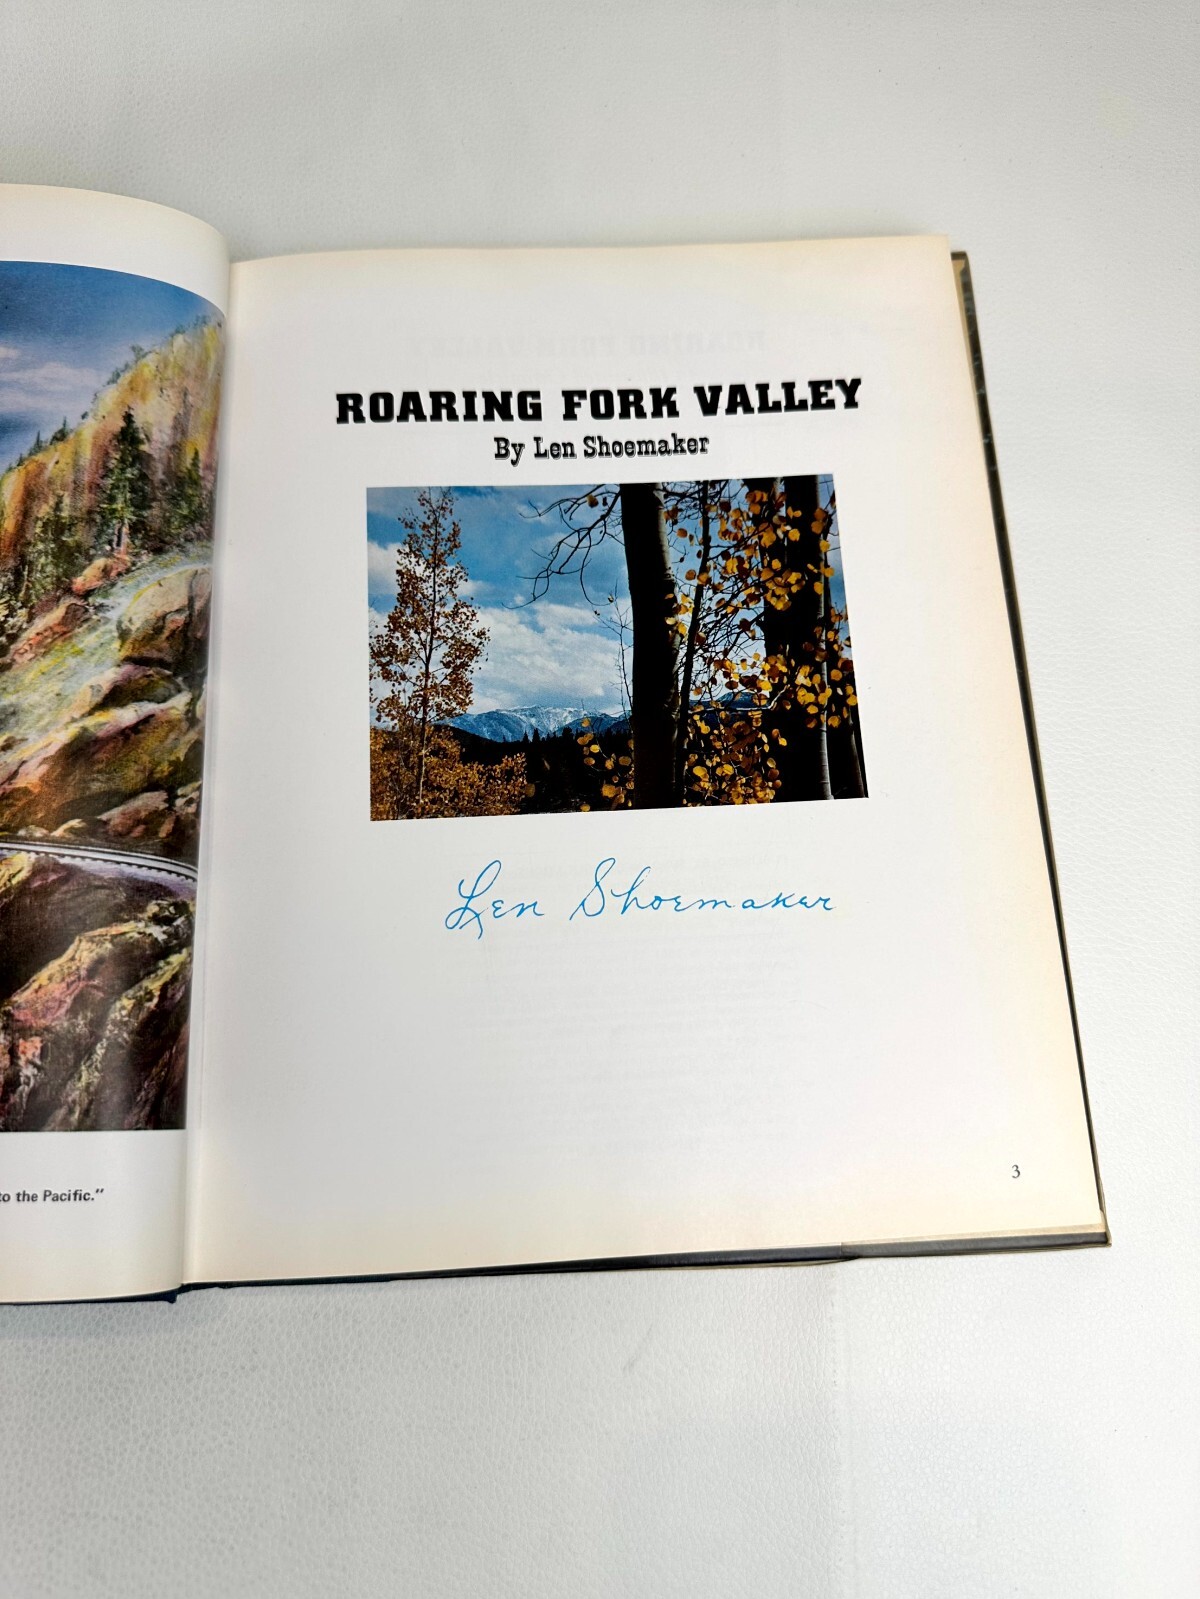 to the Pacific."
ROARING FORK VALLEY
By Len Shoemaker
Len Shoemaker
3